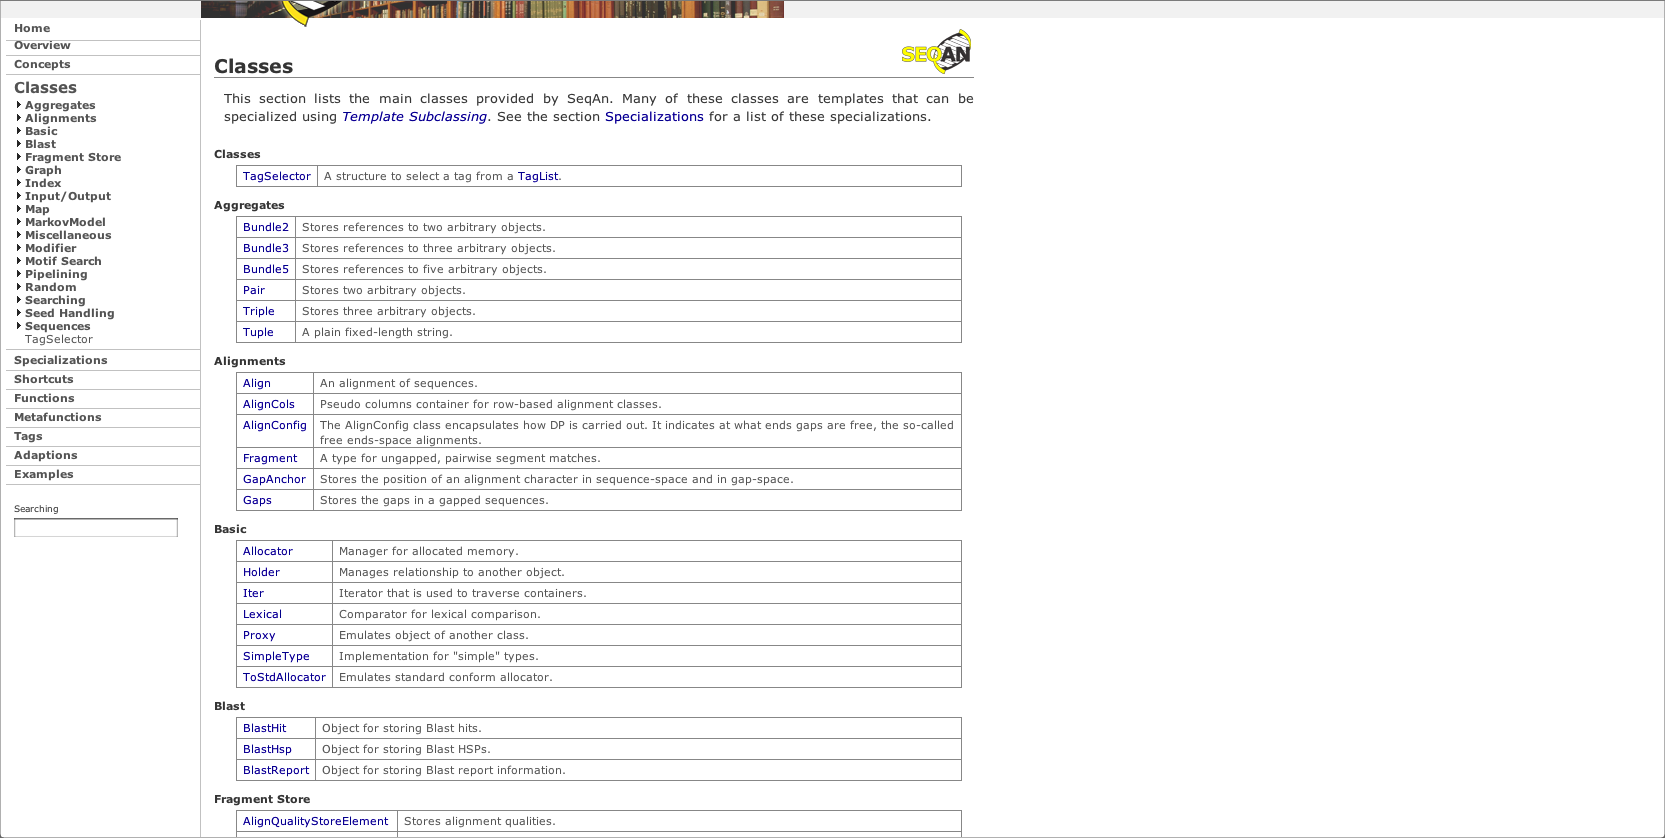 Home
Overview
Concepts
Classes
Aggregates
Alignments
Basic
Blast
Fragment Store
Graph
Index
Input/Output
Map
MarkovModel
Miscellaneous
Modifier
Motif Search
Pipelining
Random
Searching
Seed Handling
Sequences
TagSelector
Specializations
Shortcuts
Functions
Metafunctions
Tags
Adaptions
Examples
Searching
SEQAN
Classes
This section lists the main classes provided by SeqAn. Many of these classes are templates that can be
specialized using Template Subclassing. See the section Specializations for a list of these specializations.
Classes
TagSelector A structure to select a tag from a TagList.
Aggregates
Bundle2 Stores references to two arbitrary objects.
Bundle3 Stores references to three arbitrary objects.
Bundle5 Stores references to five arbitrary objects.
Pair Stores two arbitrary objects.
Triple Stores three arbitrary objects.
Tuple A plain fixed-length string.
Alignments
Align An alignment of sequences.
AlignCols Pseudo columns container for row-based alignment classes.
AlignConfig The AlignConfig class encapsulates how DP is carried out. It indicates at what ends gaps are free, the so-called
free ends-space alignments.
Fragment A type for ungapped, pairwise segment matches.
GapAnchor Stores the position of an alignment character in sequence-space and in gap-space.
Gaps Stores the gaps in a gapped sequences.
Basic
Allocator Manager for allocated memory.
Holder Manages relationship to another object.
Iter Iterator that is used to traverse containers.
Lexical Comparator for lexical comparison.
Proxy Emulates object of another class.
SimpleType Implementation for "simple" types.
ToStdAllocator Emulates standard conform allocator.
Blast
BlastHit Object for storing Blast hits.
BlastHsp Object for storing Blast HSPs.
BlastReport Object for storing Blast report information.
Fragment Store
AlignQualityStoreElement Stores alignment qualities.